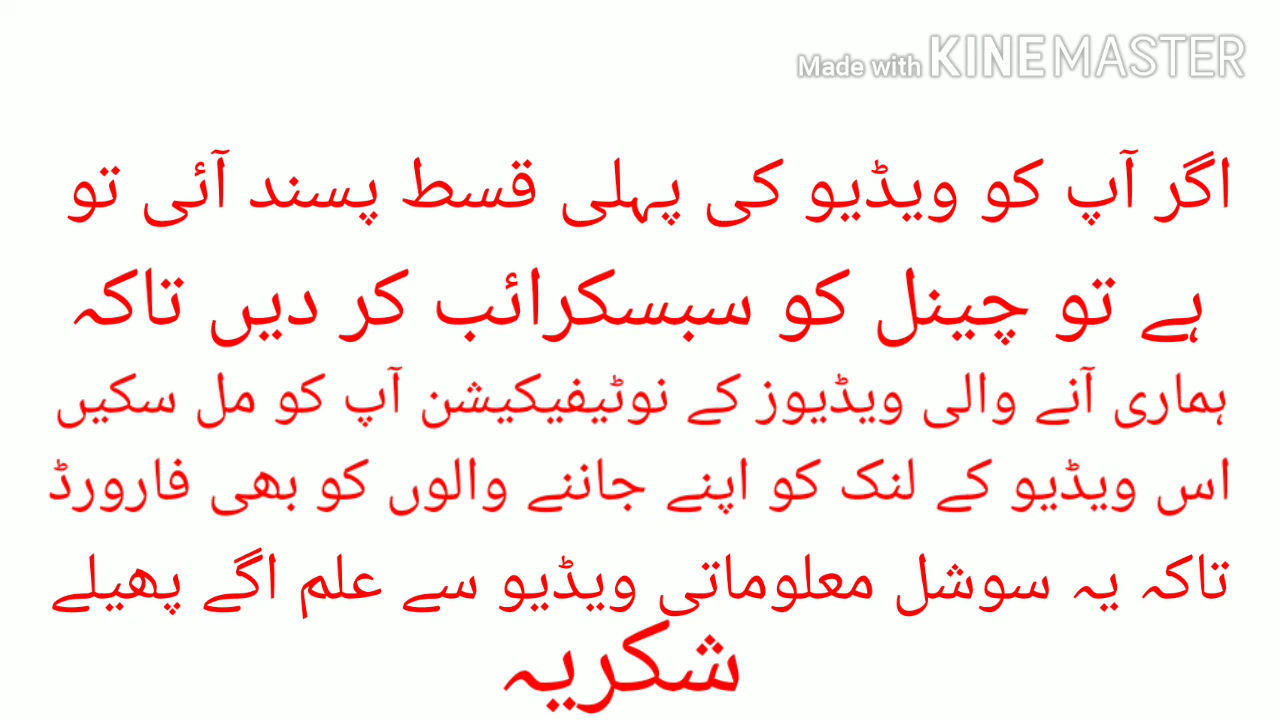 Made with KINEMASTER
اگر آپ کو ویڈیو کی پہلی قسط پسند آئی تو
ہے تو چینل کو سبسکرائب کر دیں تاکہ
ہماری آنے والی ویڈیوز کے نوٹیفیکیشن آپ کو مل سکیں
اس ویڈیو کے لنک کو اپنے جاننے والوں کو بھی فارورڈ
تاکہ یہ سوشل معلوماتی ویڈیو سے علم اگے پھیلے
شکریہ